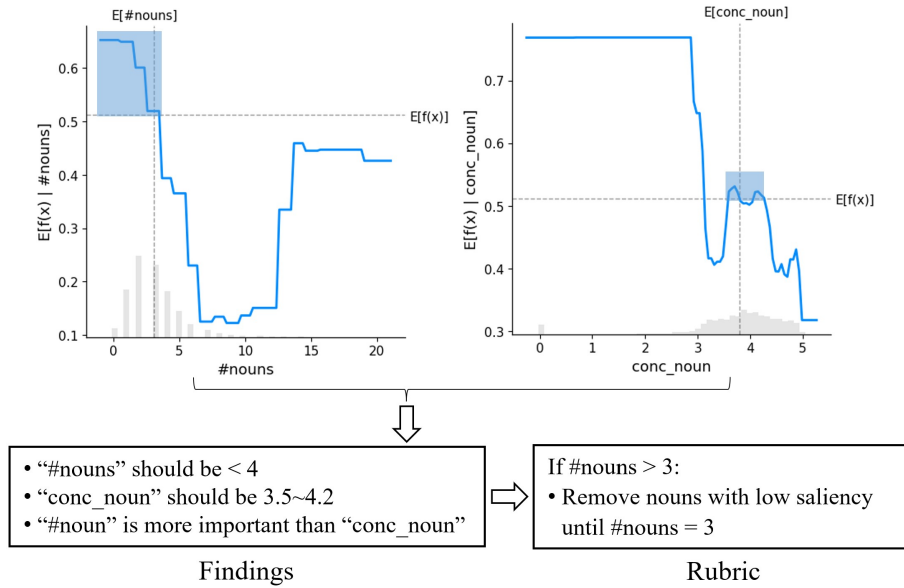 E[#nouns]
0.6
0.5
0.4
0.3
0.2
0.1
E[f(x) | #nouns]
E[f(x)]
0 5 10 15 20
#nouns
E[conc_noun]
0.7
0.6
0.5
0.4
0.3
E[f(x) | conc_noun]
E[f(x)]
0 1 2 3 4 5
conc_noun
• “#nouns” should be < 4
• “conc_noun” should be 3.5~4.2
• “#noun” is more important than “conc_noun”
Findings
If #nouns > 3:
• Remove nouns with low saliency
until #nouns = 3
Rubric